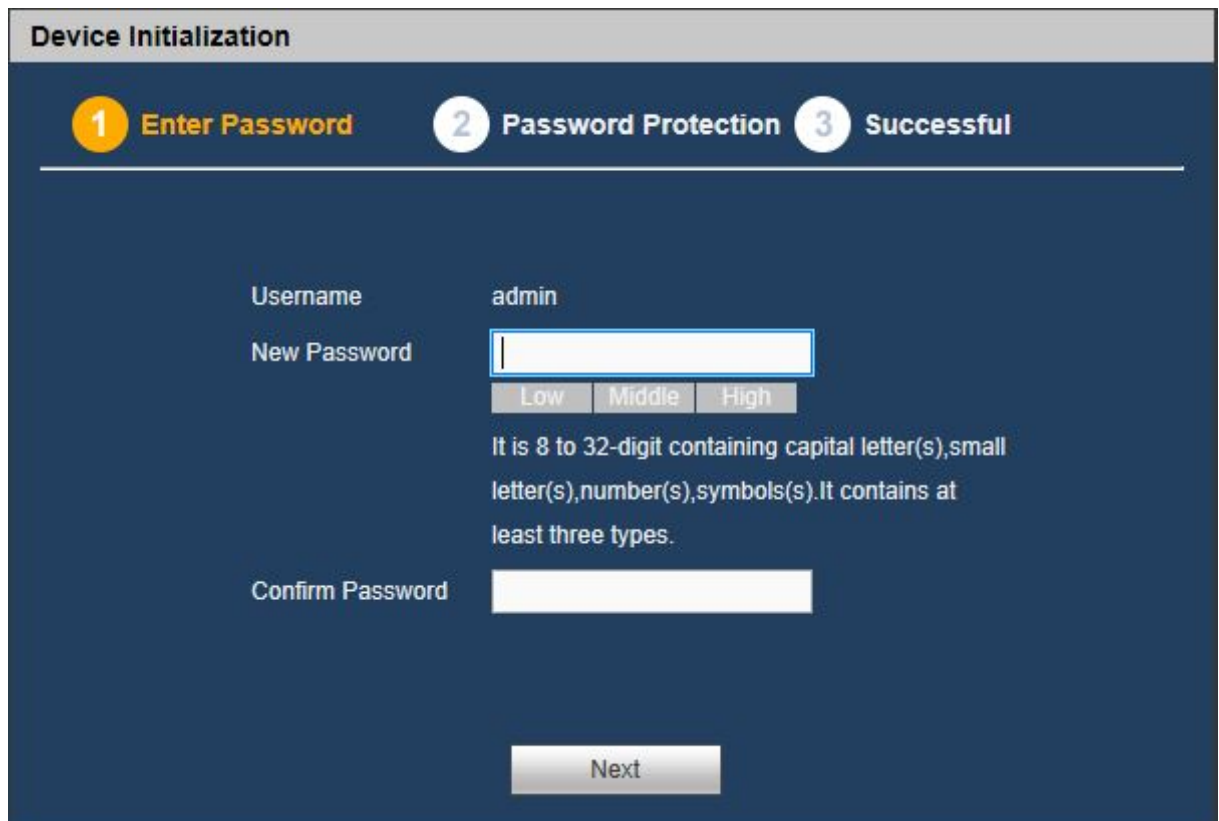 Device Initialization
1 Enter Password 2 Password Protection 3 Successful
Username admin
New Password
Low Middle High
It is 8 to 32-digit containing capital letter(s),small
letter(s),number(s),symbols(s).It contains at
least three types.
Confirm Password
Next